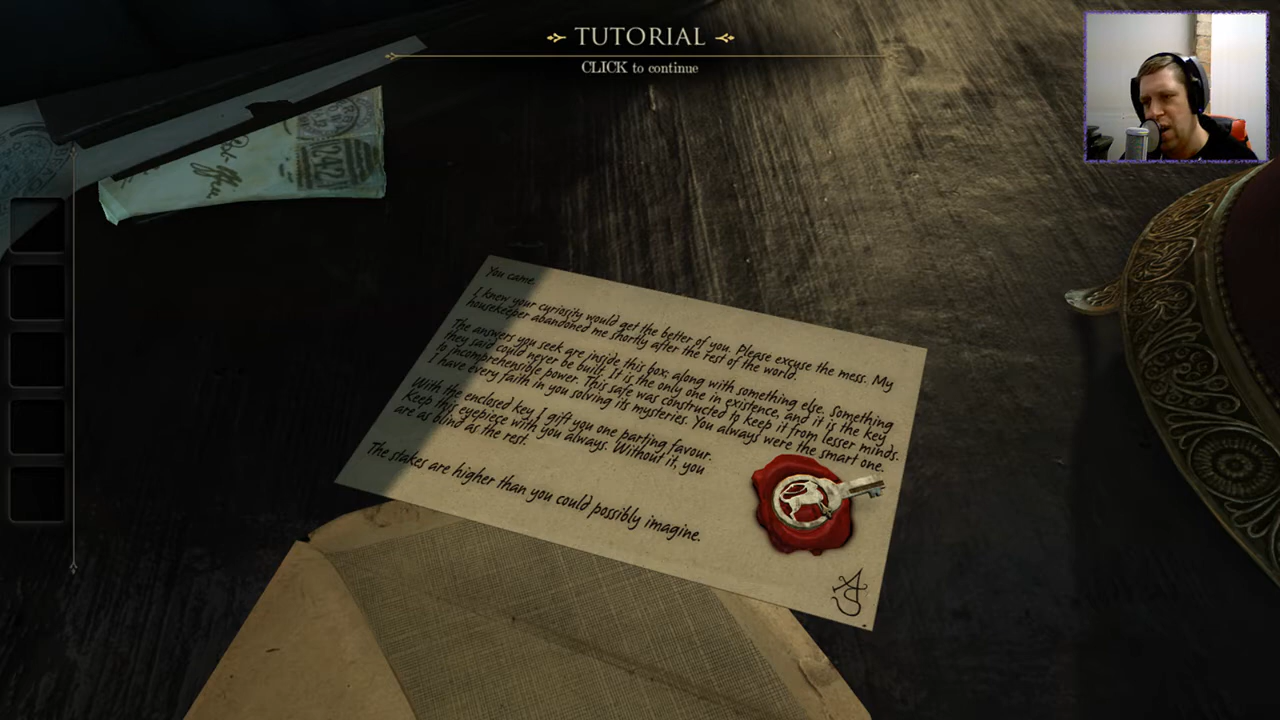 TUTORIAL
CLICK to continue
1242
You came.
I knew your curiosity would get the better of you. Please excuse the mess. My
housekeeper abandoned me shortly after the rest of the world.
The answers you seek are inside this box, along with something else. Something
they said could never be built. It is the only one in existence, and it is the key
to incomprehensible power. This safe was constructed to keep it from lesser minds.
I have every faith in you solving its mysteries. You always were the smart one.
With the enclosed key I gift you one parting favour.
Keep this eyepiece with you always. Without it, you
are as blind as the rest.
The stakes are higher than you could possibly imagine.